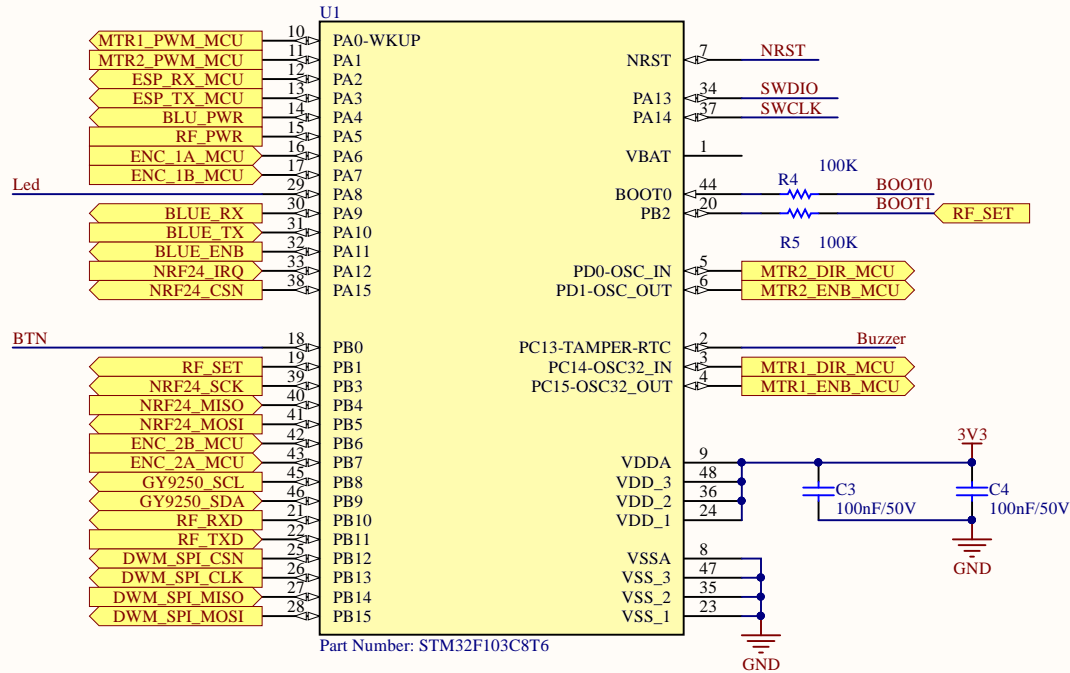 U1
MTR1_PWM_MCU 10 PA0-WKUP
MTR2_PWM_MCU 11 PA1
ESP_RX_MCU 12 PA2
ESP_TX_MCU 13 PA3
BLU_PWR 14 PA4
RF_PWR 15 PA5
ENC_1A_MCU 16 PA6
ENC_1B_MCU 17 PA7
Led 29 PA8
BLUE_RX 30 PA9
BLUE_TX 31 PA10
BLUE_ENB 32 PA11
NRF24_IRQ 33 PA12
NRF24_CSN 38 PA15
BTN 18 PB0
RF_SET 19 PB1
NRF24_SCK 39 PB3
NRF24_MISO 40 PB4
NRF24_MOSI 41 PB5
ENC_2B_MCU 42 PB6
ENC_2A_MCU 43 PB7
GY9250_SCL 45 PB8
GY9250_SDA 46 PB9
RF_RXD 21 PB10
RF_TXD 22 PB11
DWM_SPI_CSN 25 PB12
DWM_SPI_CLK 26 PB13
DWM_SPI_MISO 27 PB14
DWM_SPI_MOSI 28 PB15
NRST 7 NRST
PA13 34 SWDIO
PA14 37 SWCLK
VBAT 1
100K
BOOT0 44 R4 BOOT0
PB2 20 BOOT1 RF_SET
R5 100K
PD0-OSC_IN 5 MTR2_DIR_MCU
PD1-OSC_OUT 6 MTR2_ENB_MCU
PC13-TAMPER-RTC 2 Buzzer
PC14-OSC32_IN 3 MTR1_DIR_MCU
PC15-OSC32_OUT 4 MTR1_ENB_MCU
3V3
VDDA 9
VDD_3 48
VDD_2 36
VDD_1 24
C3
100nF/50V
C4
100nF/50V
GND
VSSA 8
VSS_3 47
VSS_2 35
VSS_1 23
GND
Part Number: STM32F103C8T6